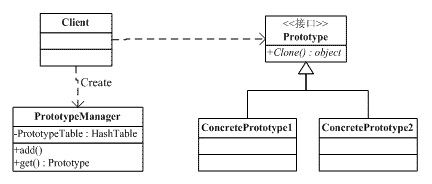 Client
<<接口>>
Prototype
+Clone() : object
Create
PrototypeManager
-PrototypeTable : HashTable
+add()
+get() : Prototype
ConcretePrototype1
ConcretePrototype2